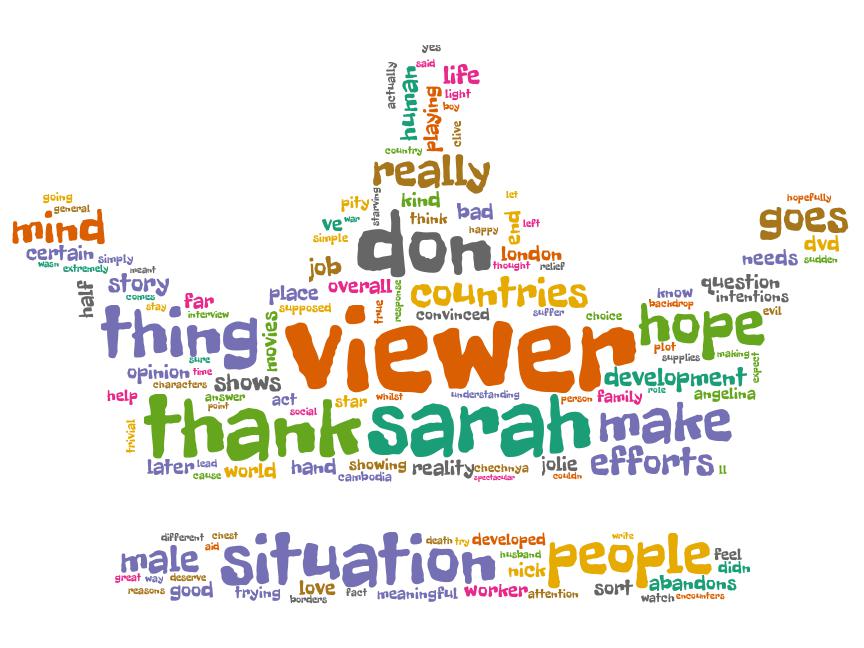 yes
actually
human
said
life
light
boy
playing
clive
country
really
going
general
mind
certain
simply
wasn
extremely
meant
half
story
comes
stay
far
interview
pity
starving
kind
let
ve
war
think
bad
simple
happy
end
left
don
job
london
thought
relief
hopefully
goes
dvd
needs
sudden
place
overall
response
countries
supposed
true
convinced
suffer
choice
know
question
intentions
backdrop
evil
thing
movies
viewer
hope
plot
supplies
making
expect
sure
opinion
time
characters
shows
development
role
help
answer
act
star
whilst
understanding
person
family
angelina
point
social
trivial
thank
sarah
make
later
lead
cause
world
hand
showing
cambodia
reality
chechnya
spectacular
jolie
couldn
efforts
ll
different
chest
aid
male
situation
death
try
developed
husband
write
people
feel
didn
great
way
deserve
nick
reasons
good
trying
love
borders
fact
meaningful
worker
attention
sort
abandons
watch
encounters